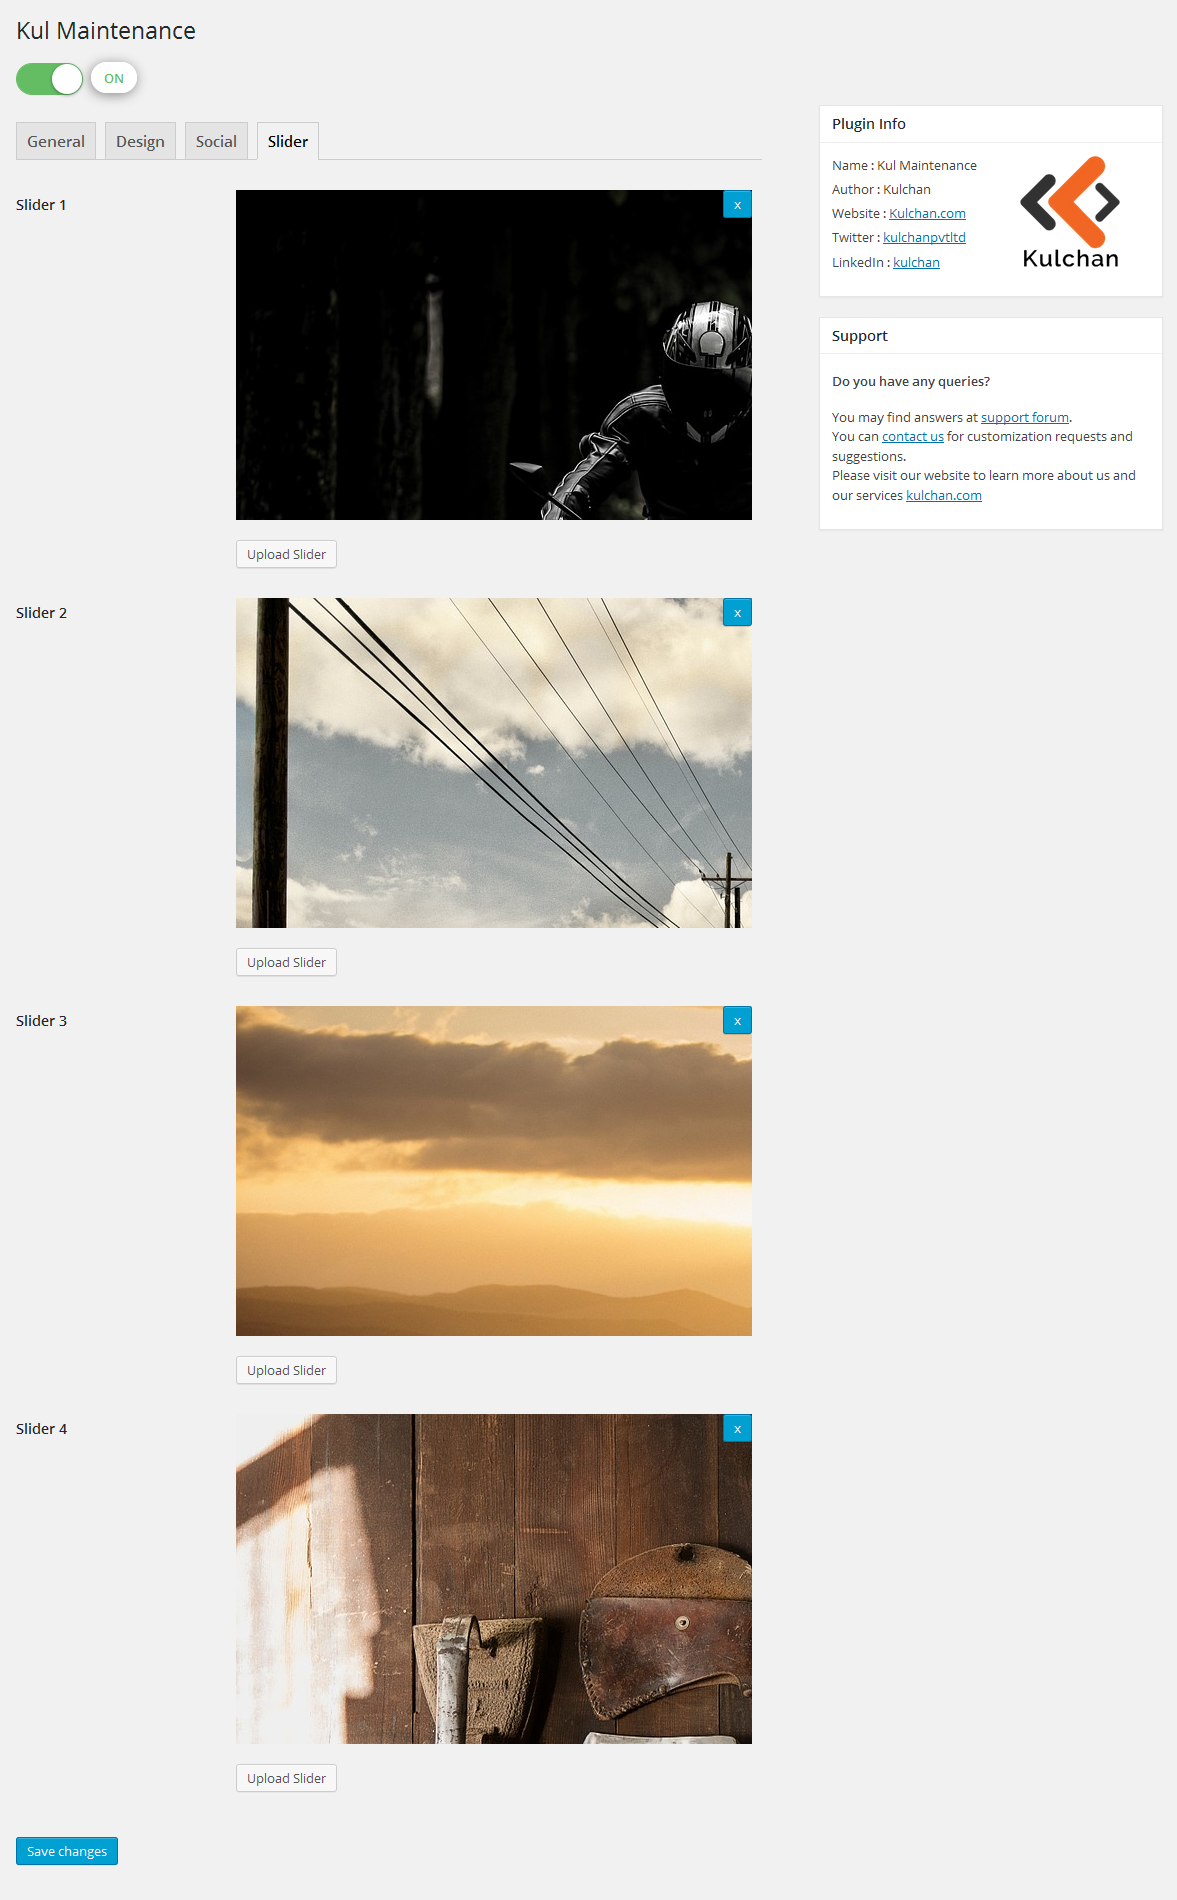 Kul Maintenance
ON
General
Design
Social
Slider
Slider 1
x
Upload Slider
Slider 2
x
Upload Slider
Slider 3
x
Upload Slider
Slider 4
x
Upload Slider
Save changes
Plugin Info
Name : Kul Maintenance
Author : Kulchan
Website : Kulchan.com
Twitter : kulchanpvtltd
LinkedIn : kulchan
Kulchan
Support
Do you have any queries?
You may find answers at support forum.
You can contact us for customization requests and
suggestions.
Please visit our website to learn more about us and
our services kulchan.com